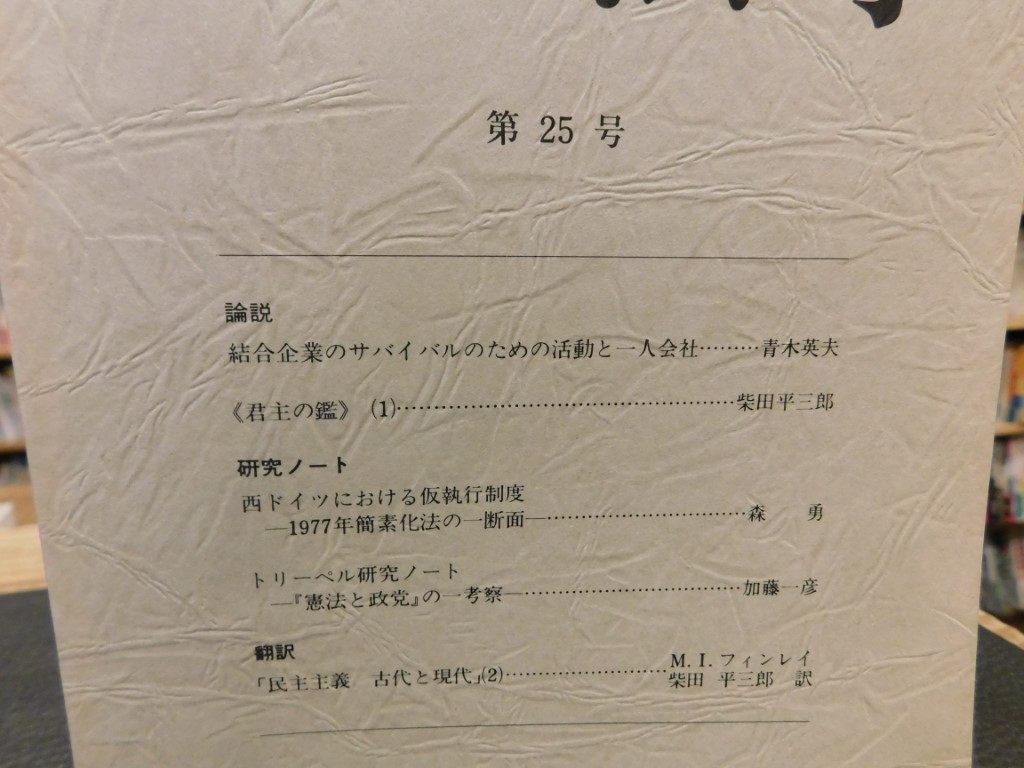 第 25 号
論説
結合企業のサバイバルのための活動と一人会社………青木英夫
《君主の鑑》 (1)………………………………………柴田平三郎
研究ノート
西ドイツにおける仮執行制度
―1977年簡素化法の一断面―……………………………森 勇
トリーペル研究ノート
―『憲法と政党』の一考察―……………………………加藤一彦
翻訳
「民主主義 古代と現代」(2)……………………M. I. フィンレイ
柴田 平三郎 訳